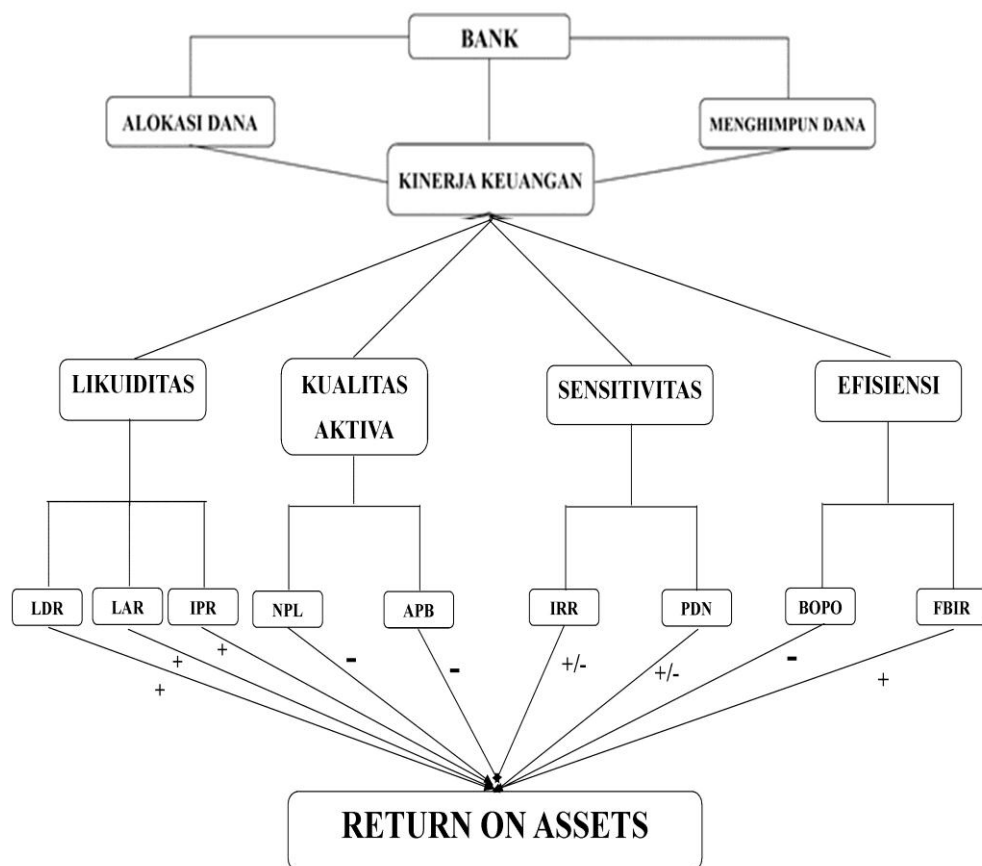 BANK
ALOKASI DANA
MENGHIMPUN DANA
KINERJA KEUANGAN
LIKUIDITAS
KUALITAS
AKTIVA
SENSITIVITAS
EFISIENSI
LDR
LAR
IPR
NPL
APB
IRR
PDN
BOPO
FBIR
+
+
+
-
-
+/-
+/-
-
+
RETURN ON ASSETS